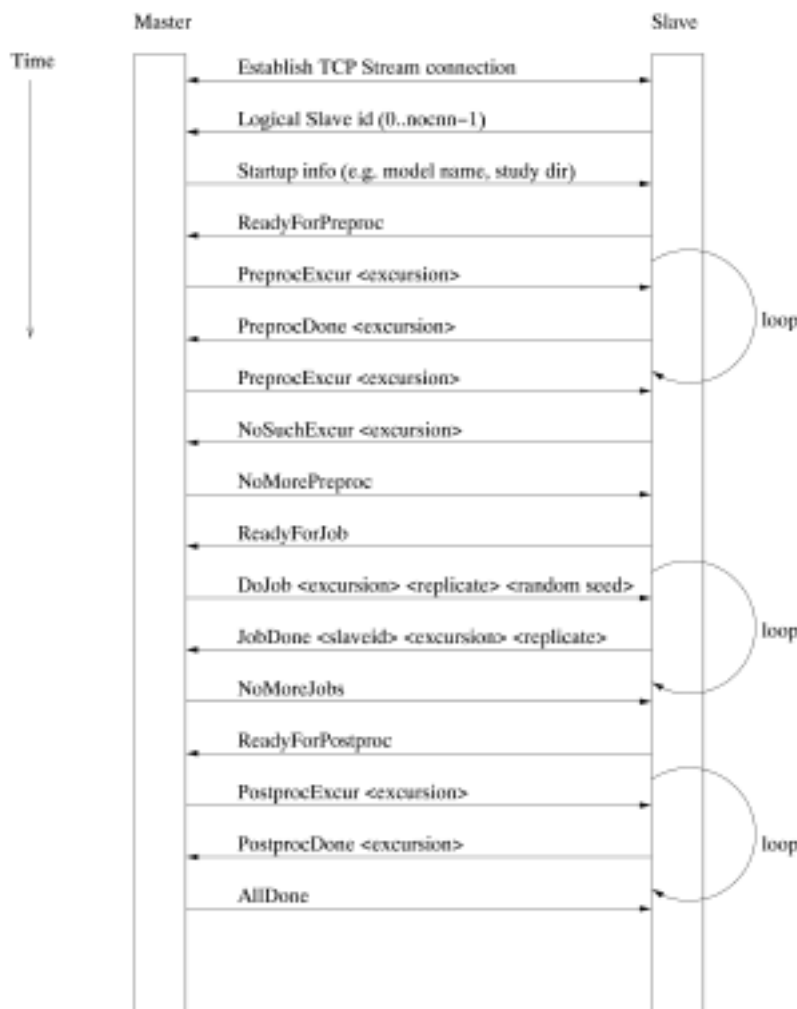 Master
Slave
Time
Establish TCP Stream connection
Logical Slave id (0..nocnn−1)
Startup info (e.g. model name, study dir)
ReadyForPreproc
PreprocExcur <excursion>
loop
PreprocDone <excursion>
PreprocExcur <excursion>
NoSuchExcur <excursion>
NoMorePreproc
ReadyForJob
DoJob <excursion> <replicate> <random seed>
loop
JobDone <slaveid> <excursion> <replicate>
NoMoreJobs
ReadyForPostproc
PostprocExcur <excursion>
loop
PostprocDone <excursion>
AllDone